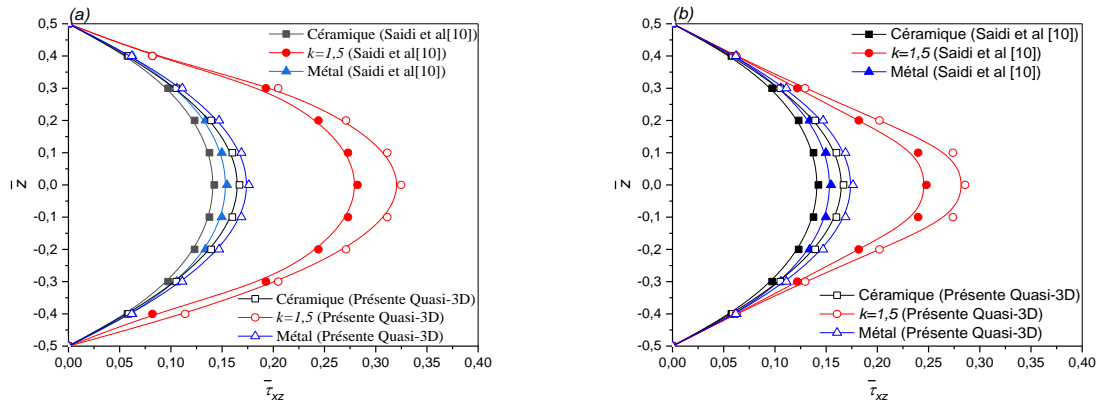 (a)
Céramique (Saidi et al[10])
k=1,5 (Saidi et al[10])
Métal (Saidi et al[10])
0,5
0,4
0,3
0,2
0,1
0,0
-0,1
-0,2
-0,3
-0,4
-0,5
z̅
Céramique (Présente Quasi-3D)
k=1,5 (Présente Quasi-3D)
Métal (Présente Quasi-3D)
0,00 0,05 0,10 0,15 0,20 0,25 0,30 0,35 0,40
τ̅xz
(b)
Céramique (Saidi et al [10])
k=1,5 (Saidi et al [10])
Métal (Saidi et al [10])
0,5
0,4
0,3
0,2
0,1
0,0
-0,1
-0,2
-0,3
-0,4
-0,5
z̅
Céramique (Présente Quasi-3D)
k=1,5 (Présente Quasi-3D)
Métal (Présente Quasi-3D)
0,00 0,05 0,10 0,15 0,20 0,25 0,30 0,35 0,40
τ̅xz